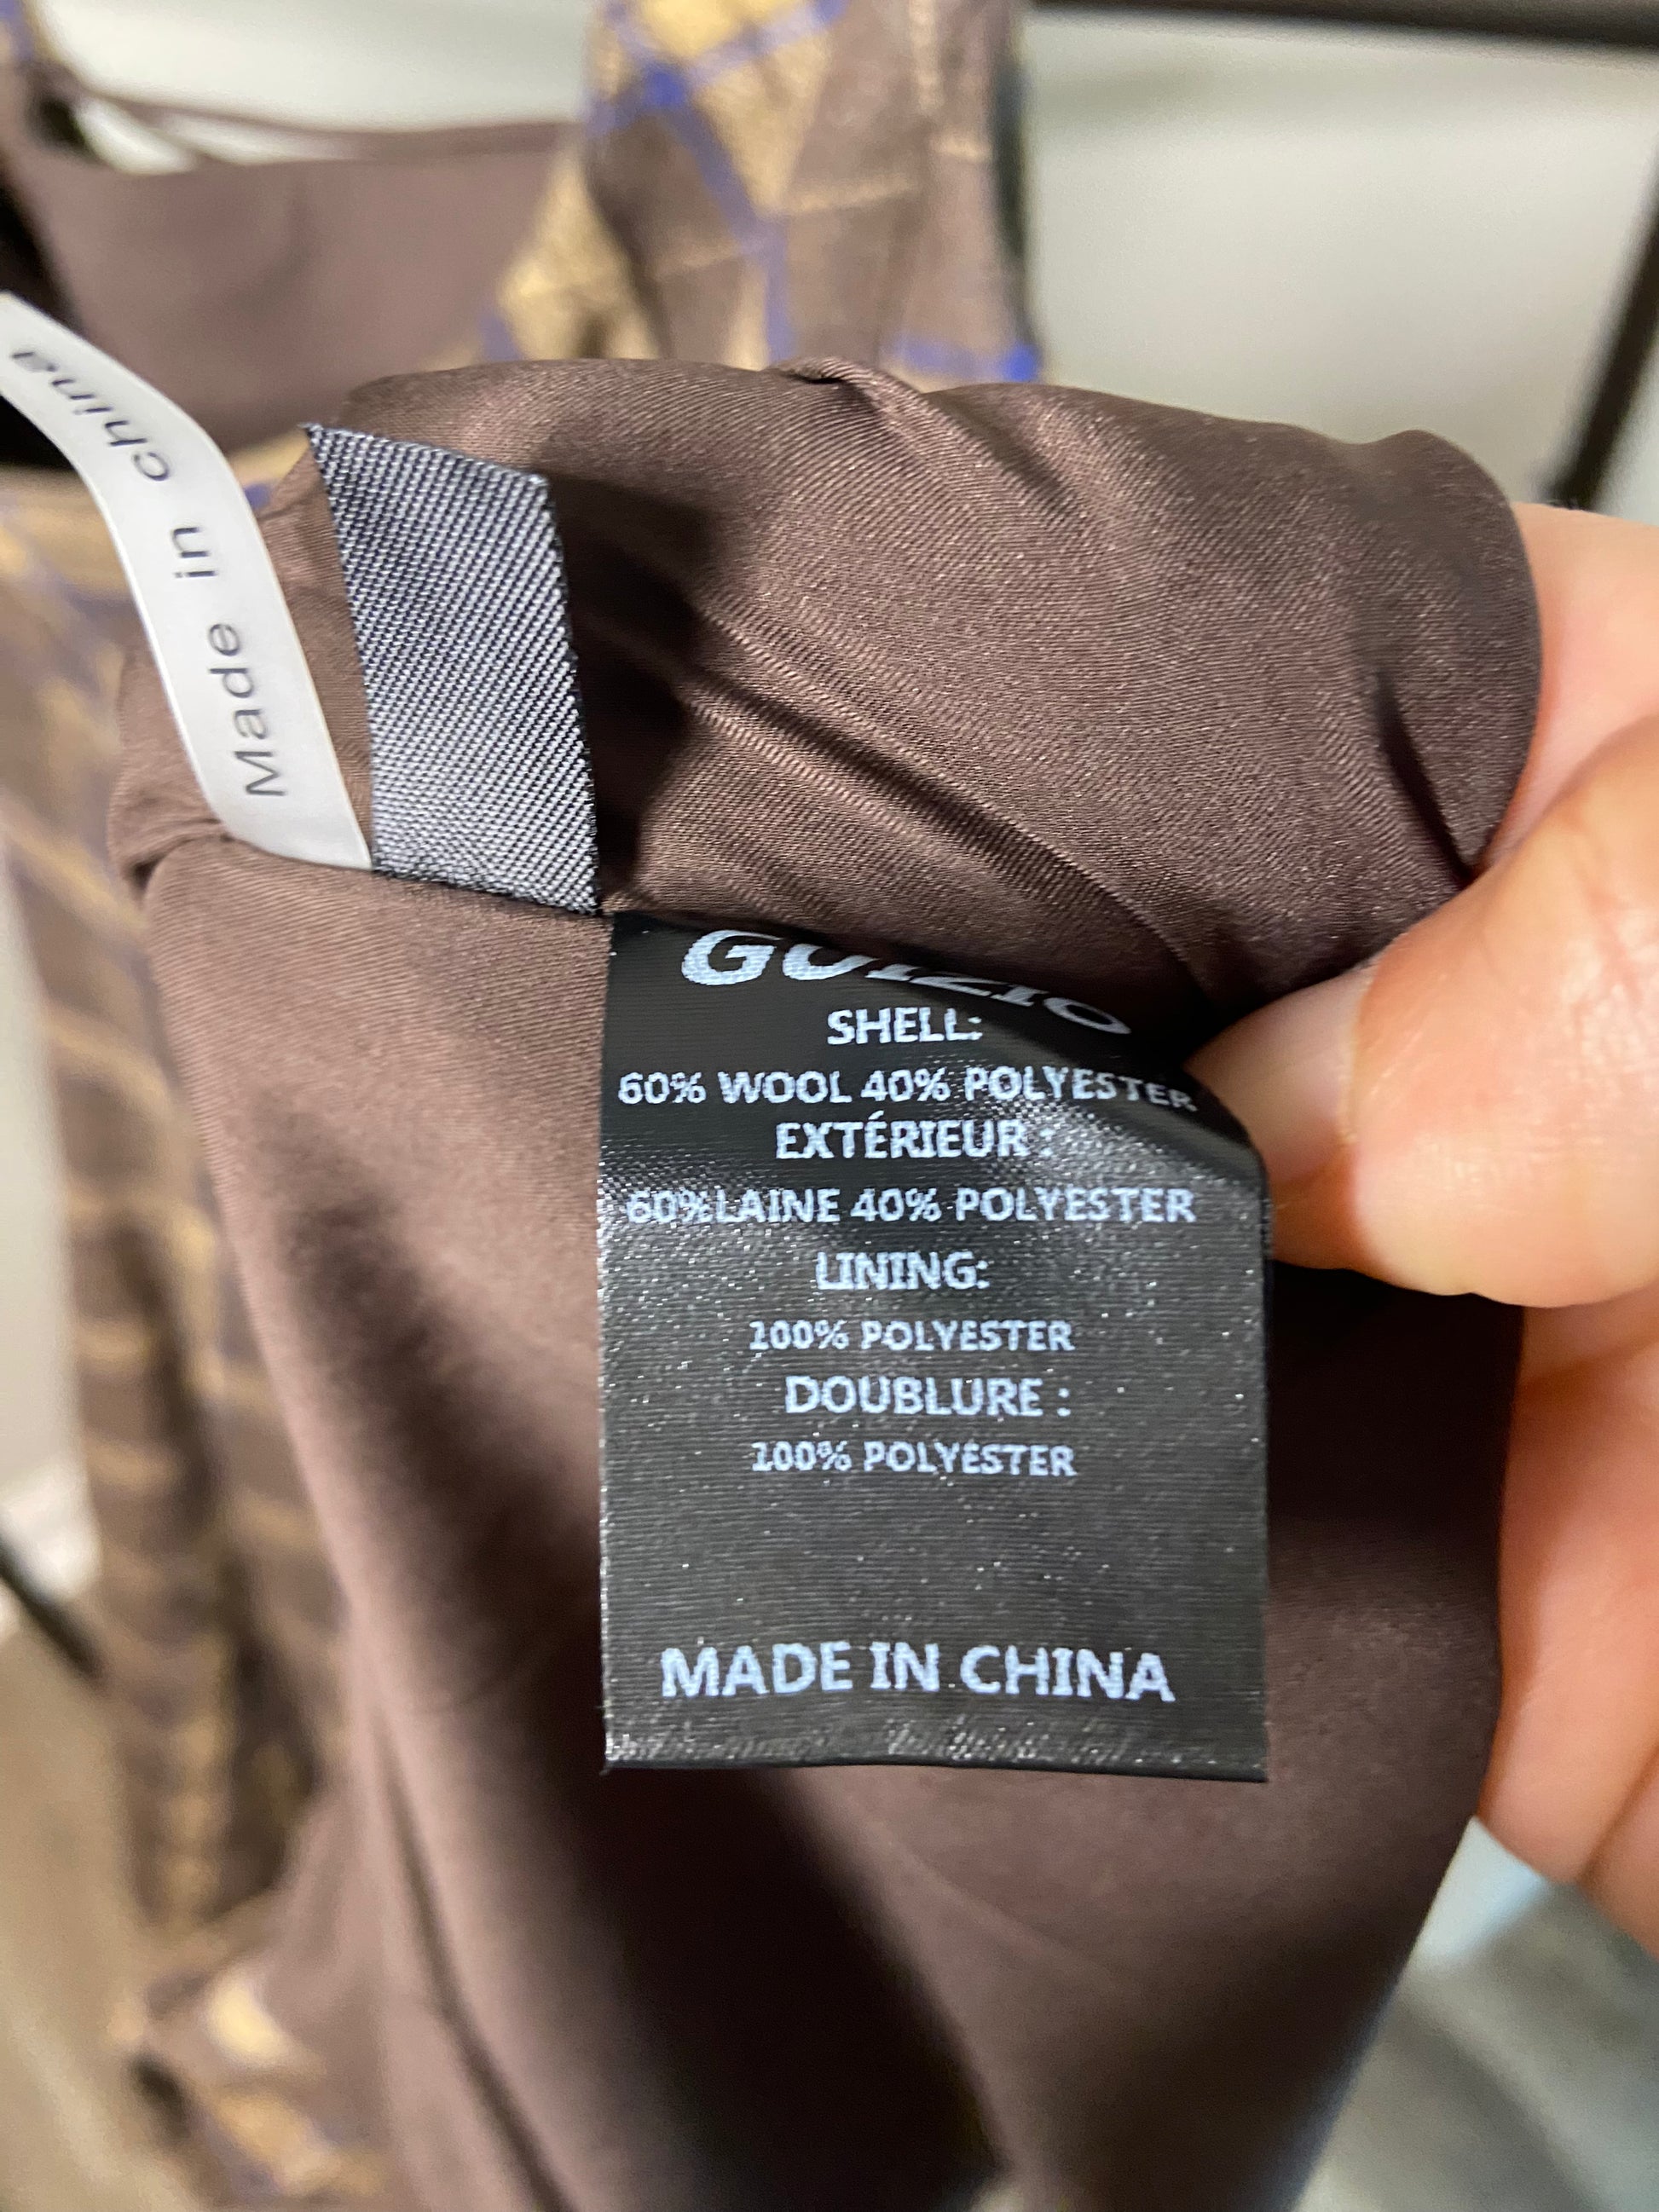 Made in china
GUIZIO
SHELL:
60% WOOL 40% POLYESTER
EXTÉRIEUR :
60%LAINE 40% POLYESTER
LINING:
100% POLYESTER
DOUBLURE :
100% POLYESTER
MADE IN CHINA